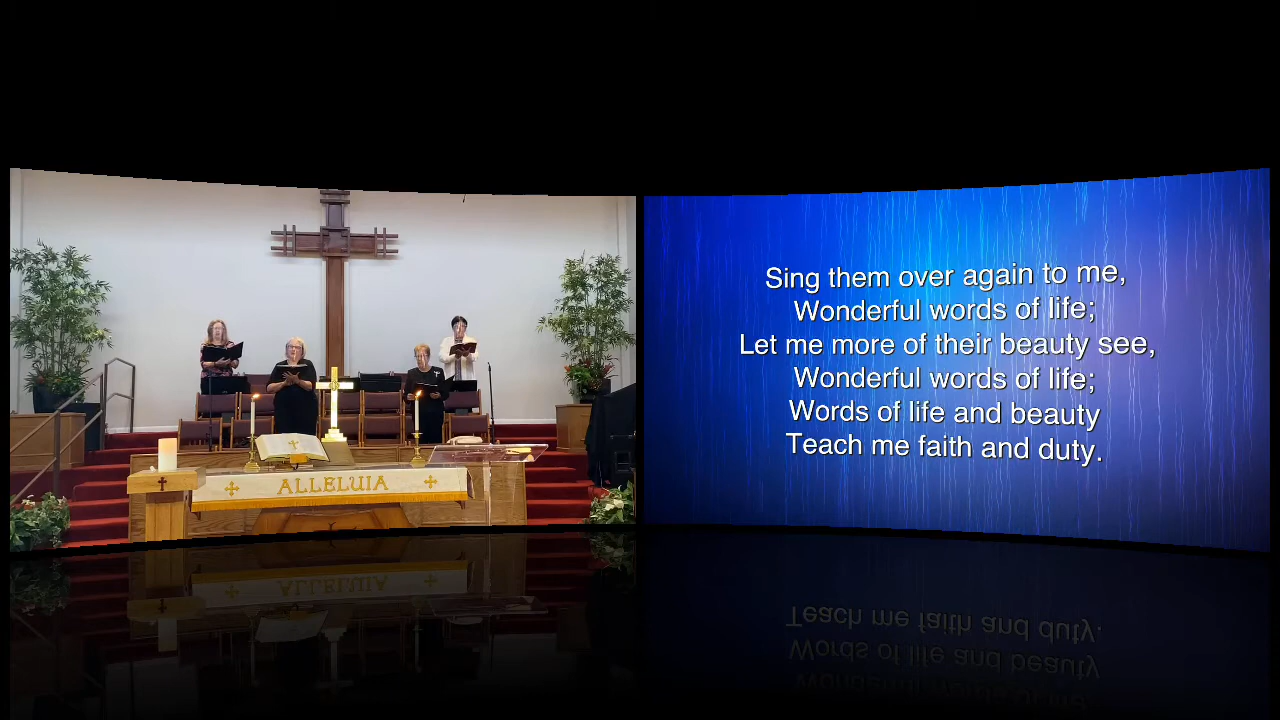 ALLELUIA
Sing them over again to me,
Wonderful words of life;
Let me more of their beauty see,
Wonderful words of life;
Words of life and beauty
Teach me faith and duty.